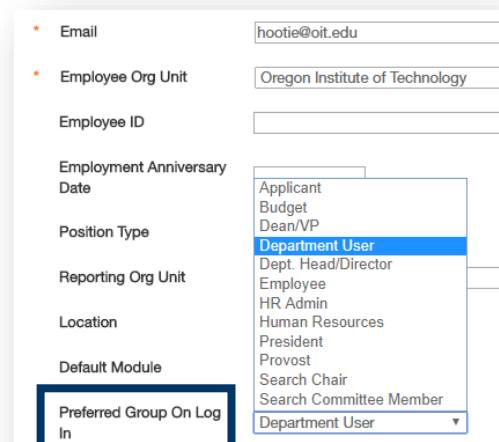 * Email hootie@oit.edu
* Employee Org Unit Oregon Institute of Technology
Employee ID
Employment Anniversary
Date
Position Type
Reporting Org Unit
Location
Default Module
Preferred Group On Log
In
Applicant
Budget
Dean/VP
Department User
Dept. Head/Director
Employee
HR Admin
Human Resources
President
Provost
Search Chair
Search Committee Member
Department User